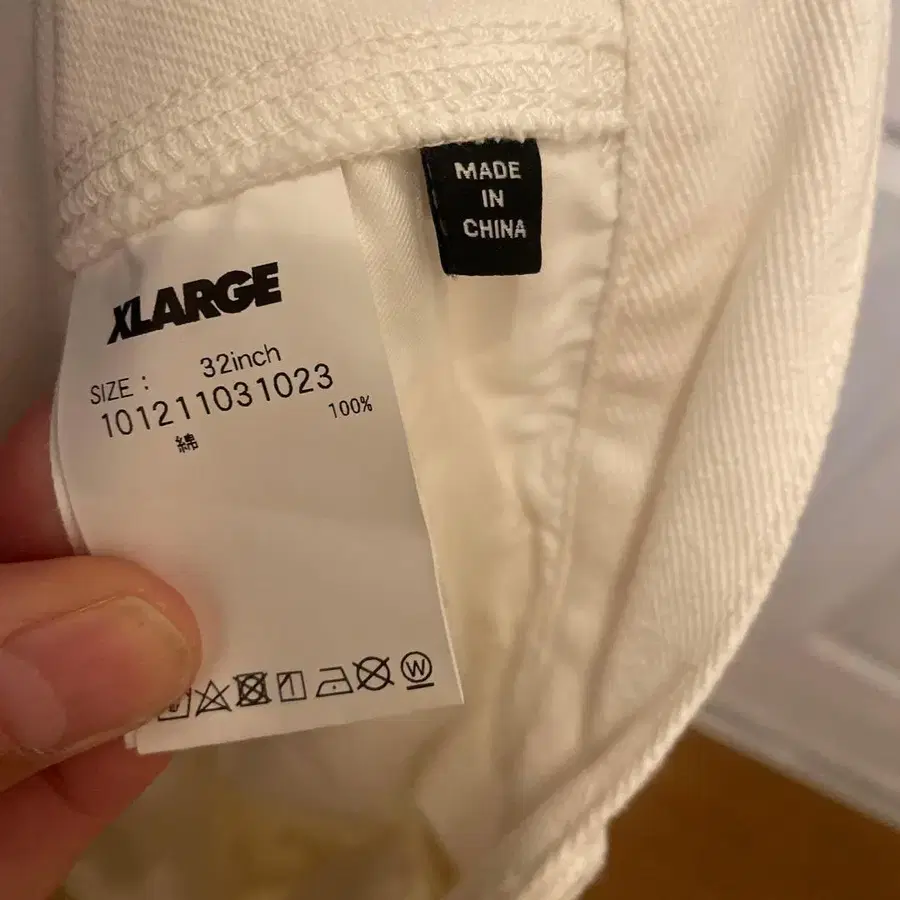 MADE
IN
CHINA
XLARGE
SIZE : 32inch
101211031023
綿 100%
W